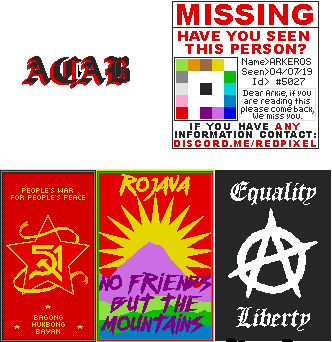 ACAB
MISSING
HAVE YOU SEEN
THIS PERSON?
Name>ARKEROS
Seen>04/07/19
Id> #5027
Dear Arkie, if you
are reading this
please come back,
We miss you.
IF YOU HAVE ANY
INFORMATION CONTACT:
DISCORD.ME/REDPIXEL
PEOPLE'S WAR
FOR PEOPLE'S PEACE
BAGONG
HUKBONG
BAYAN
ROJAVA
NO FRIENDS
BUT THE
MOUNTAINS
Equality
Liberty